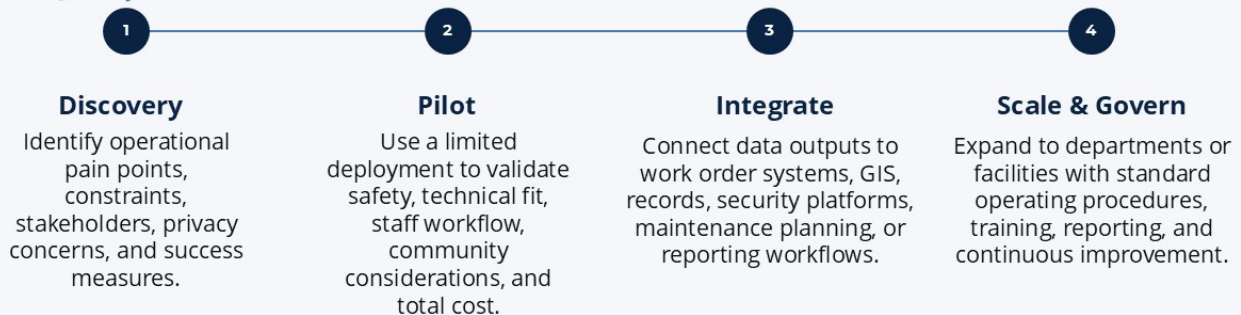 1
2
3
4
Discovery
Identify operational
pain points,
constraints,
stakeholders, privacy
concerns, and success
measures.
Pilot
Use a limited
deployment to validate
safety, technical fit,
staff workflow,
community
considerations, and
total cost.
Integrate
Connect data outputs to
work order systems, GIS,
records, security platforms,
maintenance planning, or
reporting workflows.
Scale & Govern
Expand to departments or
facilities with standard
operating procedures,
training, reporting, and
continuous improvement.